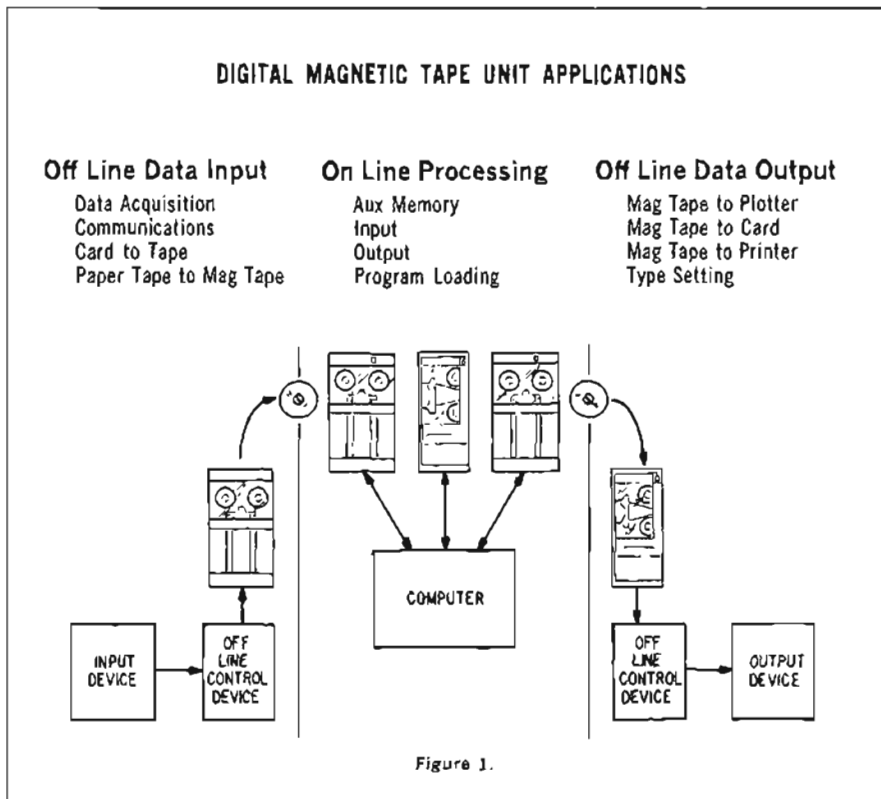 DIGITAL MAGNETIC TAPE UNIT APPLICATIONS
Off Line Data Input
Data Acquisition
Communications
Card to Tape
Paper Tape to Mag Tape
On Line Processing
Aux Memory
Input
Output
Program Loading
Off Line Data Output
Mag Tape to Plotter
Mag Tape to Card
Mag Tape to Printer
Type Setting
COMPUTER
INPUT
DEVICE
OFF
LINE
CONTROL
DEVICE
OFF
LINE
CONTROL
DEVICE
OUTPUT
DEVICE
Figure 1.